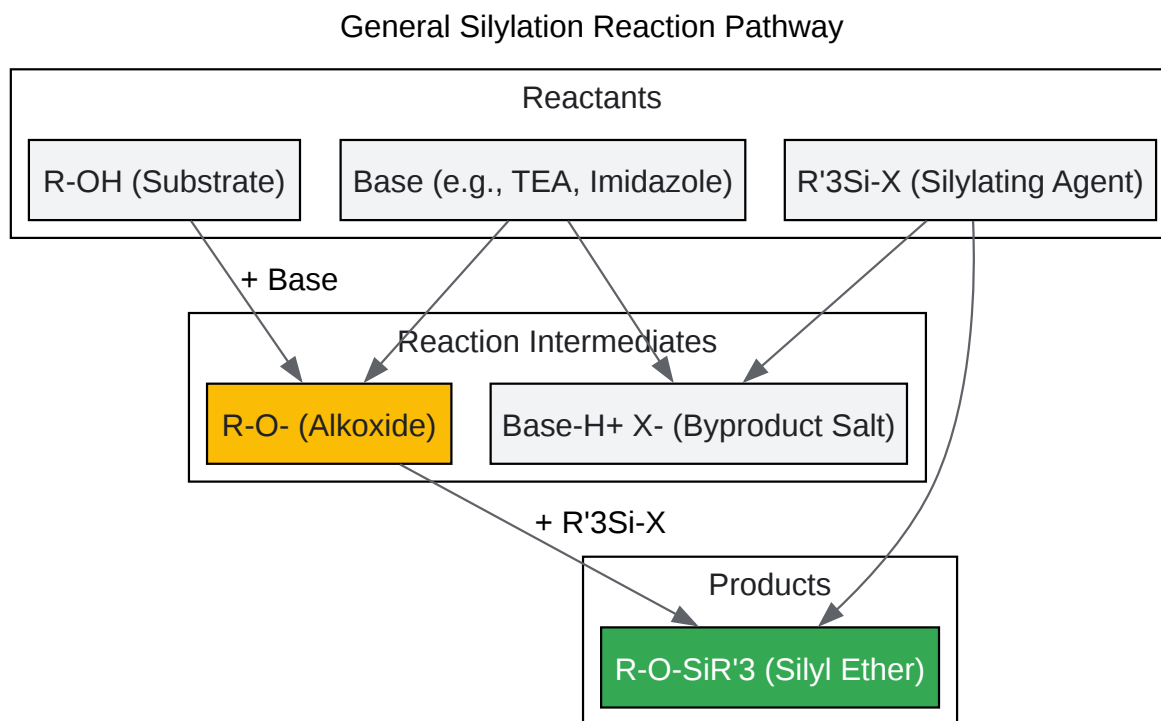 General Silylation Reaction Pathway
Reactants
R-OH (Substrate)
Base (e.g., TEA, Imidazole)
R'3Si-X (Silylating Agent)
+ Base
Reaction Intermediates
R-O- (Alkoxide)
Base-H+ X- (Byproduct Salt)
+ R'3Si-X
Products
R-O-SiR'3 (Silyl Ether)